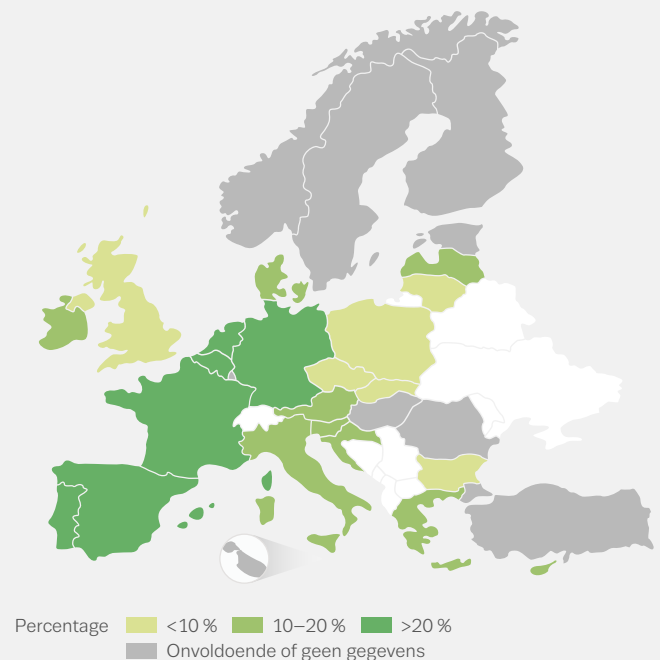 Percentage <10 % 10–20 % >20 %
Onvoldoende of geen gegevens